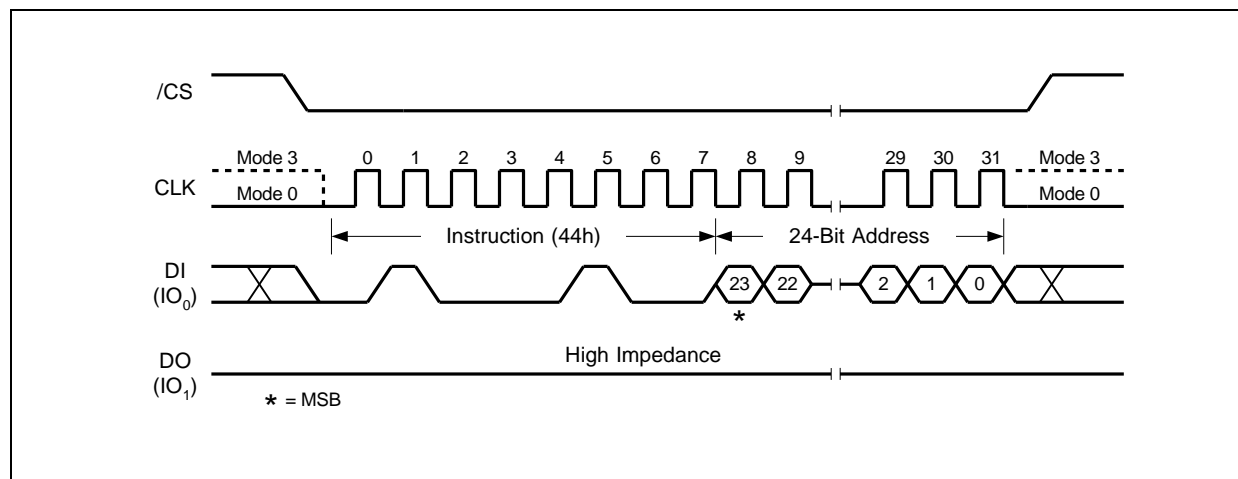 /CS
Mode 3 0 1 2 3 4 5 6 7 8 9 29 30 31 Mode 3
CLK
Mode 0 Mode 0
Instruction (44h) 24-Bit Address
DI
(IO0)
23 22 2 1 0
*
High Impedance
DO
(IO1)
* = MSB